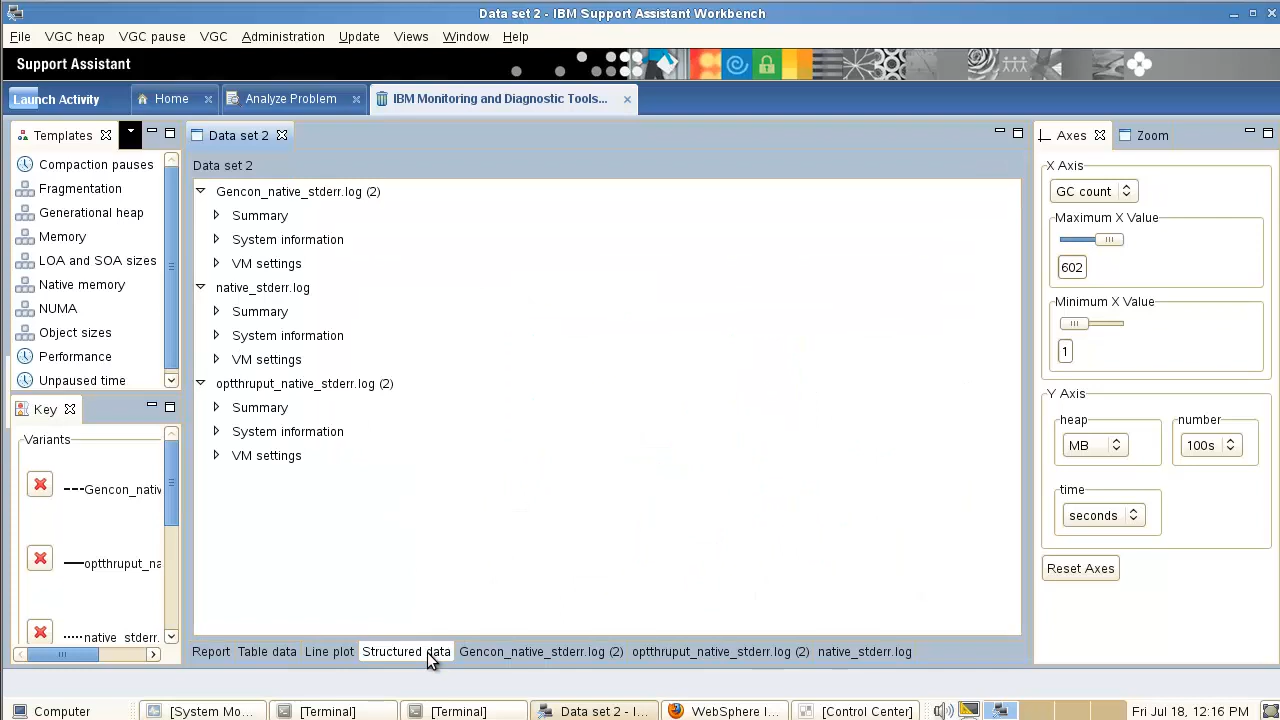 Data set 2 - IBM Support Assistant Workbench
File VGC heap VGC pause VGC Administration Update Views Window Help
Support Assistant
Launch Activity Home Analyze Problem IBM Monitoring and Diagnostic Tools...
Templates
Compaction pauses
Fragmentation
Generational heap
Memory
LOA and SOA sizes
Native memory
NUMA
Object sizes
Performance
Unpaused time
Key
Variants
Gencon_nativ
optthruput_na
native_stderr.
Data set 2
Data set 2
Gencon_native_stderr.log (2)
Summary
System information
VM settings
native_stderr.log
Summary
System information
VM settings
optthruput_native_stderr.log (2)
Summary
System information
VM settings
Report Table data Line plot Structured data Gencon_native_stderr.log (2) optthruput_native_stderr.log (2) native_stderr.log
Axes Zoom
X Axis
GC count
Maximum X Value
602
Minimum X Value
1
Y Axis
heap number
MB 100s
time
seconds
Reset Axes
Computer [System Mo... [Terminal] [Terminal] Data set 2 - I... WebSphere I... [Control Center] Fri Jul 18, 12:16 PM